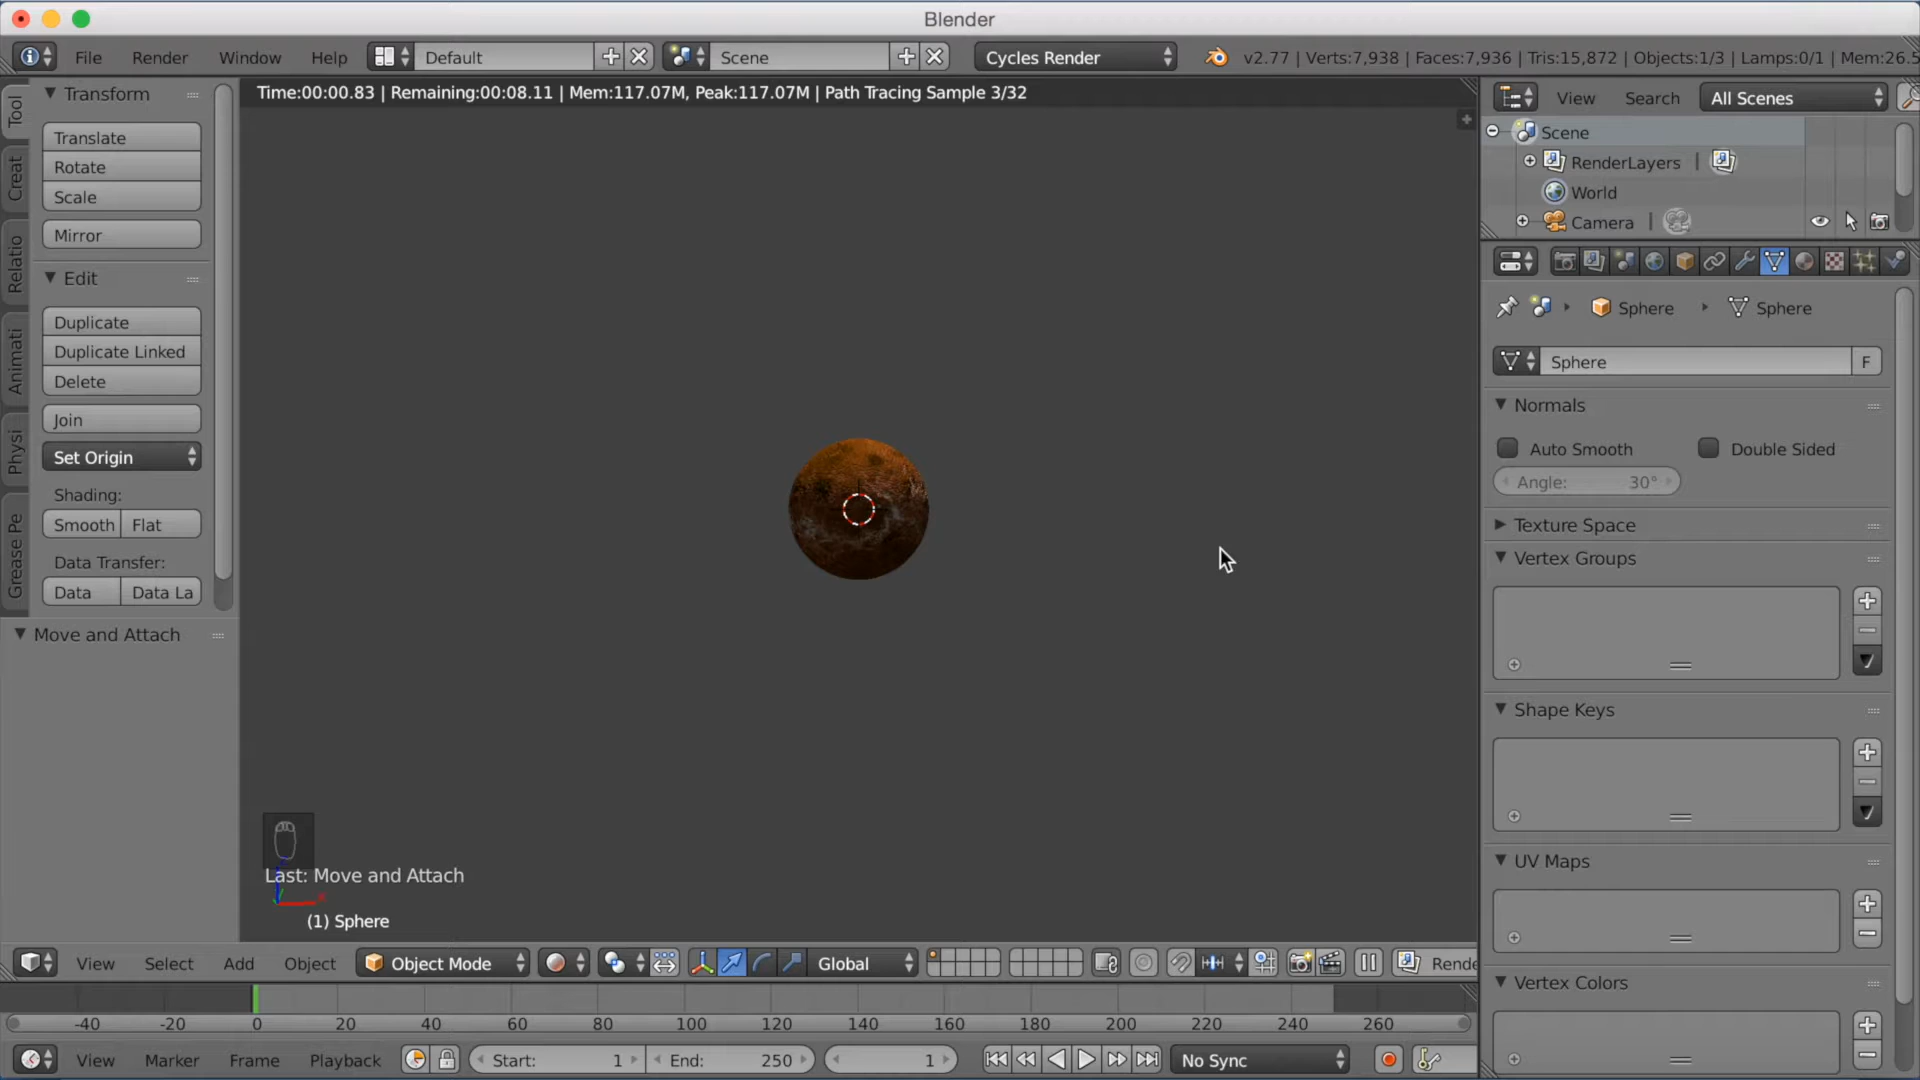 Blender
File Render Window Help Default Scene Cycles Render v2.77 | Verts:7,938 | Faces:7,936 | Tris:15,872 | Objects:1/3 | Lamps:0/1 | Mem:26.5
Time:00:00.83 | Remaining:00:08.11 | Mem:117.07M, Peak:117.07M | Path Tracing Sample 3/32
Tool
Creat
Relatio
Animati
Physi
Grease Pe
Transform
Translate
Rotate
Scale
Mirror
Edit
Duplicate
Duplicate Linked
Delete
Join
Set Origin
Shading:
Smooth Flat
Data Transfer:
Data Data La
Move and Attach
Last: Move and Attach
(1) Sphere
View Search All Scenes
Scene
RenderLayers |
World
Camera |
Sphere Sphere
Sphere F
Normals
Auto Smooth Double Sided
Angle: 30°
Texture Space
Vertex Groups
Shape Keys
UV Maps
Vertex Colors
View Select Add Object Object Mode Global Rende
-40 -20 0 20 40 60 80 100 120 140 160 180 200 220 240 260
View Marker Frame Playback Start: 1 End: 250 1 No Sync